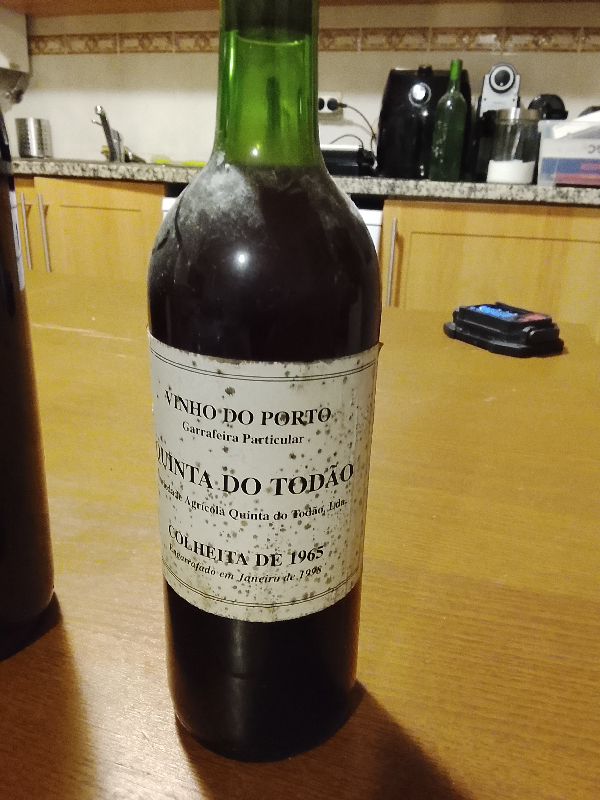 VINHO DO PORTO
Garrafeira Particular
QUINTA DO TODÃO
Agrícola Quinta do Todão, Lda.
COLHEITA DE 1965
Engarrafado em Janeiro de 1998